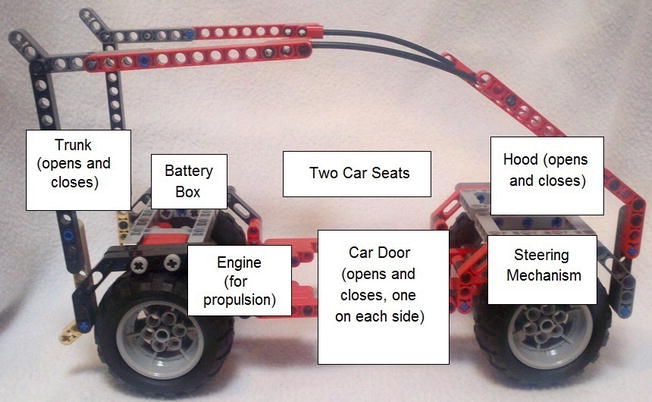 Trunk
(opens and
closes)
Battery
Box
Two Car Seats
Hood (opens
and closes)
Engine
(for
propulsion)
Car Door
(opens and
closes, one
on each side)
Steering
Mechanism